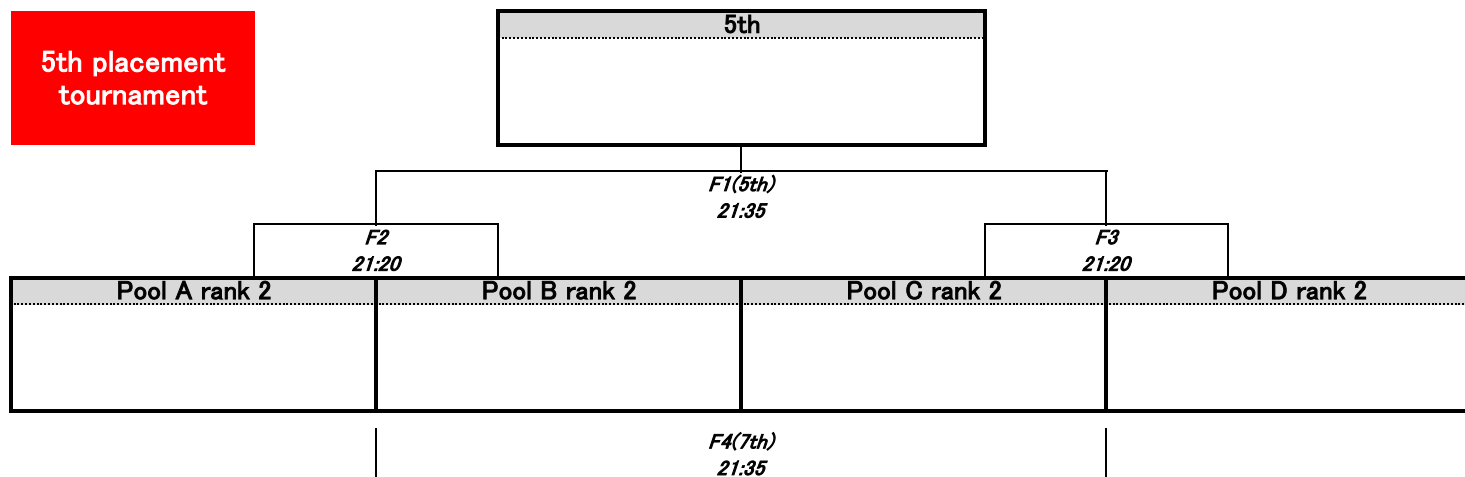 5th placement
tournament
5th
F1(5th)
21:35
F2
21:20
F3
21:20
Pool A rank 2
Pool B rank 2
Pool C rank 2
Pool D rank 2
F4(7th)
21:35